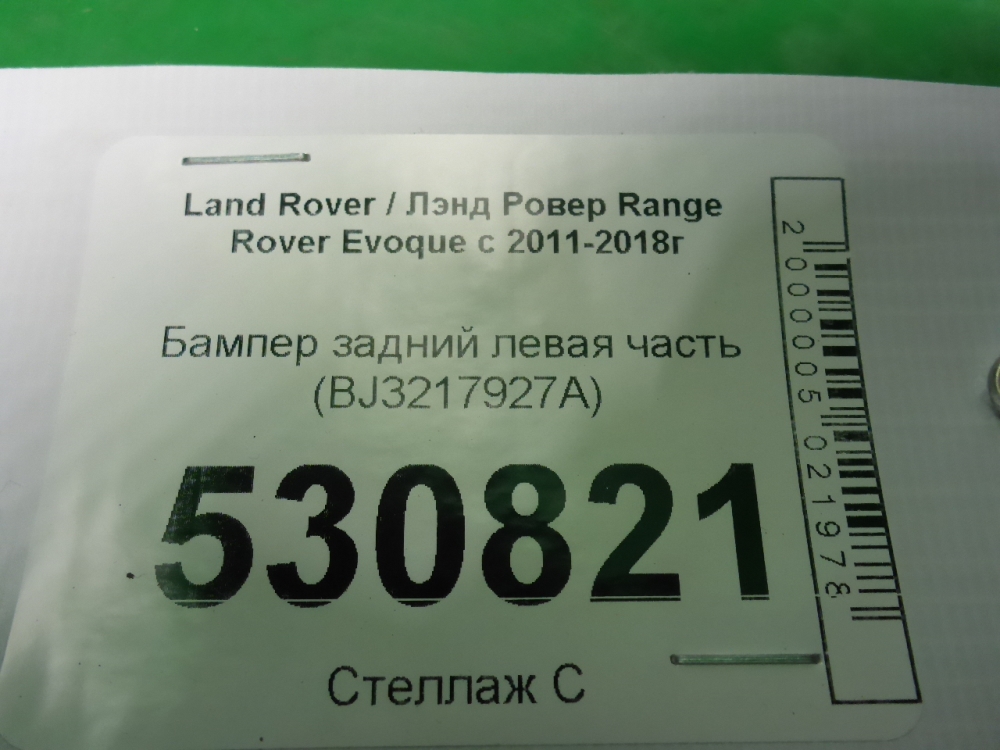 Land Rover / Лэнд Ровер Range
Rover Evoque с 2011-2018г
Бампер задний левая часть
(BJ3217927A)
530821
Стеллаж С
2000005021978